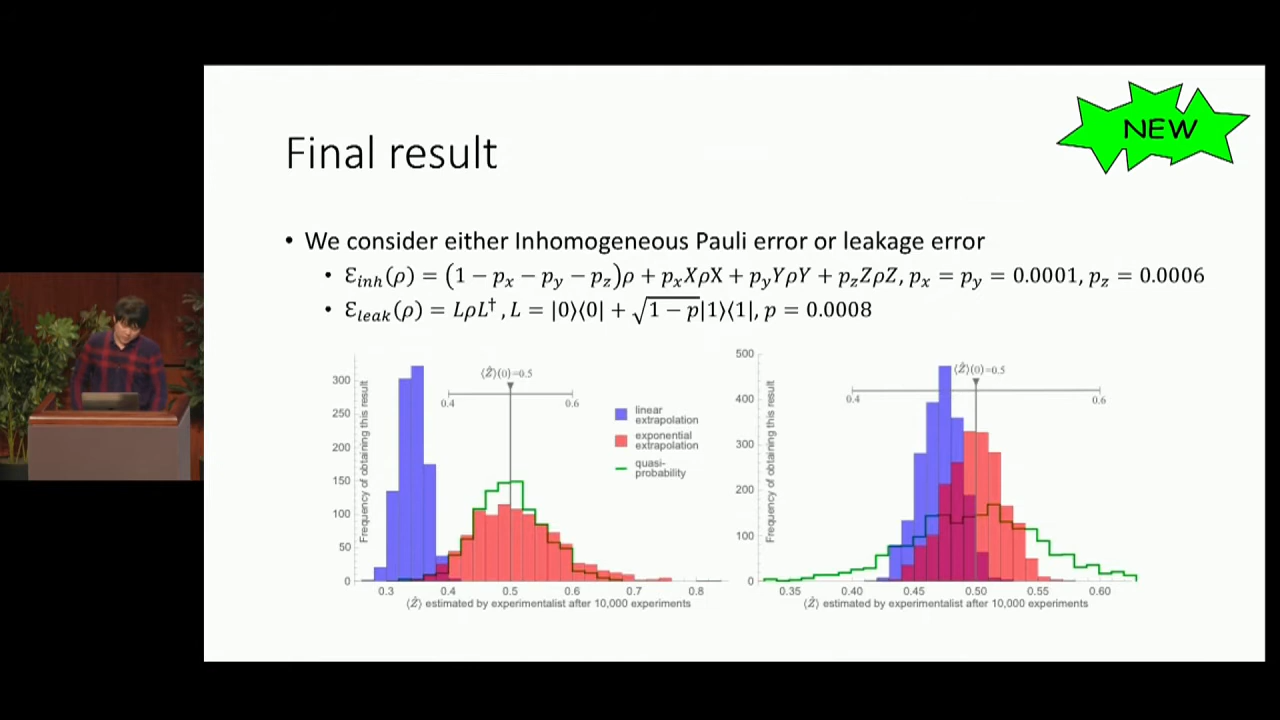 NEW
Final result
• We consider either Inhomogeneous Pauli error or leakage error
• Ɛ_inh(ρ) = (1 − p_x − p_y − p_z)ρ + p_xXρX + p_yYρY + p_zZρZ, p_x = p_y = 0.0001, p_z = 0.0006
• Ɛ_leak(ρ) = LρL†, L = |0⟩⟨0| + √1 − p|1⟩⟨1|, p = 0.0008
Frequency of obtaining this result
300
250
200
150
100
50
0
⟨Ẑ⟩(0)=0.5
0.4 0.6
linear
extrapolation
exponential
extrapolation
quasi-
probability
0.3 0.4 0.5 0.6 0.7 0.8
⟨Ẑ⟩ estimated by experimentalist after 10,000 experiments
Frequency of obtaining this result
500
400
300
200
100
0
⟨Ẑ⟩(0)=0.5
0.4 0.6
0.35 0.40 0.45 0.50 0.55 0.60
⟨Ẑ⟩ estimated by experimentalist after 10,000 experiments